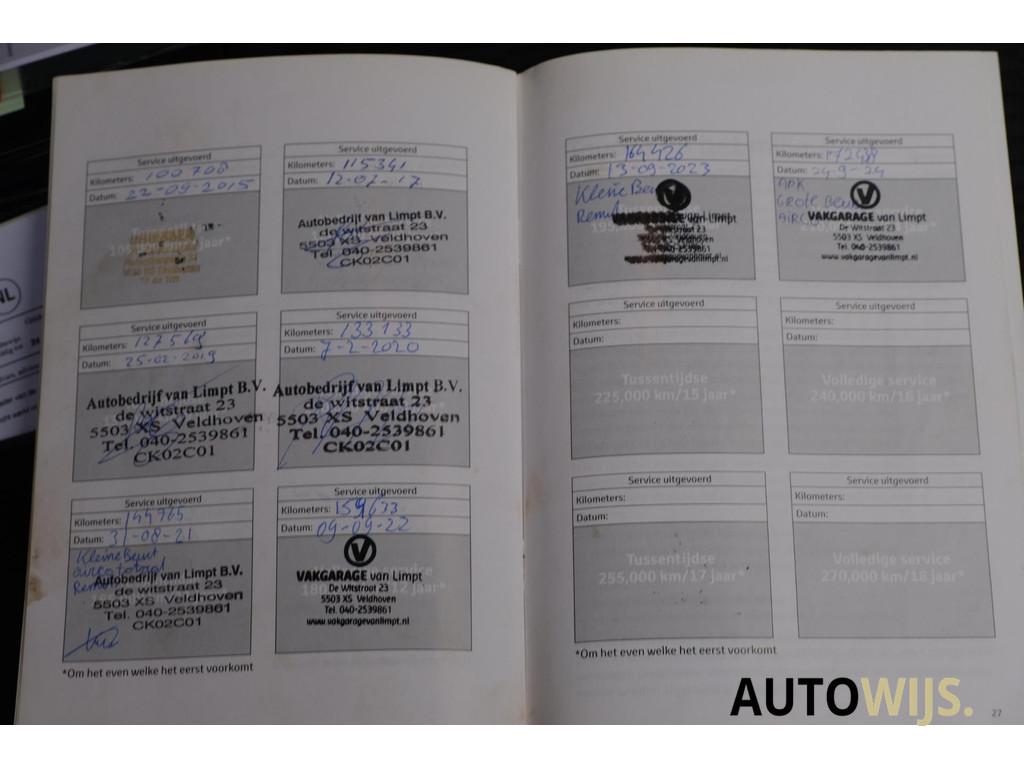 Service uitgevoerd
Kilometers: 100 700
Datum: 22-09-2015
Service uitgevoerd
Kilometers: 115341
Datum: 12-02-17
Autobedrijf van Limpt B.V.
de witstraat 23
5503 XS Veldhoven
Tel. 040-2539861
CK02C01
Service uitgevoerd
Kilometers: 127569
Datum: 25-02-2019
Autobedrijf van Limpt B.V.
de witstraat 23
5503 XS Veldhoven
Tel. 040-2539861
CK02C01
Service uitgevoerd
Kilometers: 133133
Datum: 7-2-2020
Autobedrijf van Limpt B.V.
de witstraat 23
5503 XS Veldhoven
Tel. 040-2539861
CK02C01
Service uitgevoerd
Kilometers: 144965
Datum: 31-08-21
Kleine Beurt
airco totaal
Autobedrijf van Limpt B.V.
de witstraat 23
5503 XS Veldhoven
Tel. 040-2539861
CK02C01
Service uitgevoerd
Kilometers: 159633
Datum: 09-09-22
VAKGARAGE van Limpt
De Witstraat 23
5503 XS Veldhoven
Tel. 040-2539861
www.vakgaragevanlimpt.nl
*Om het even welke het eerst voorkomt
Service uitgevoerd
Kilometers: 164426
Datum: 13-09-2023
Kleine Beurt
Service uitgevoerd
Kilometers: 172498
Datum: 24-9-24
APK
GROTE Beurt
AIRCO
VAKGARAGE van Limpt
De Witstraat 23
5503 XS Veldhoven
Tel. 040-2539861
www.vakgaragevanlimpt.nl
Service uitgevoerd
Kilometers:
Datum:
Tussentijdse
225,000 km/15 jaar*
Service uitgevoerd
Kilometers:
Datum:
Volledige service
240,000 km/16 jaar*
Service uitgevoerd
Kilometers:
Datum:
Tussentijdse
255,000 km/17 jaar*
Service uitgevoerd
Kilometers:
Datum:
Volledige service
270,000 km/18 jaar*
*Om het even welke het eerst voorkomt
27
AUTOWIJS.